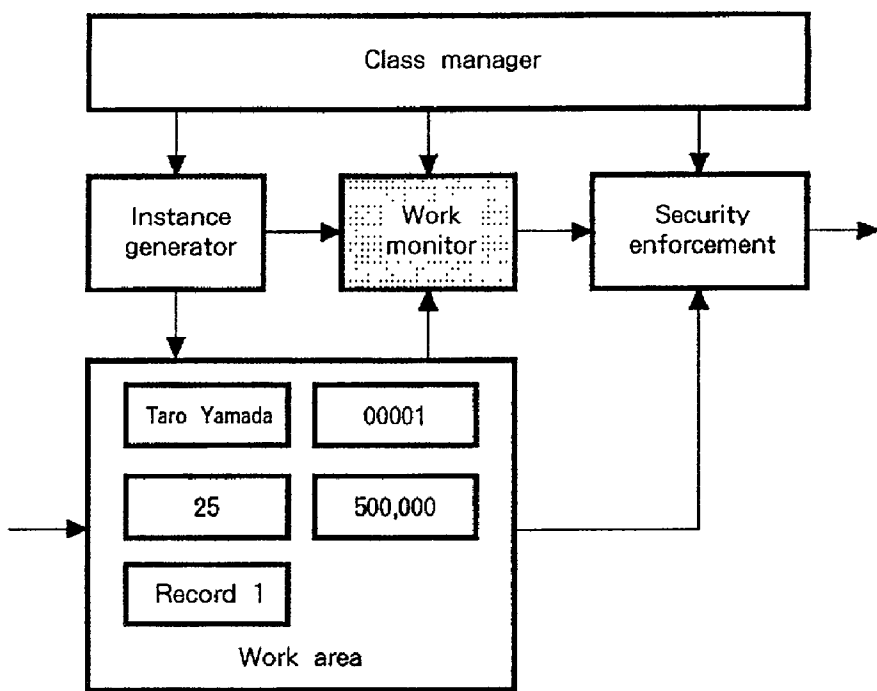 Class manager
Instance
generator
Work
monitor
Security
enforcement
Taro Yamada
00001
25
500,000
Record 1
Work area